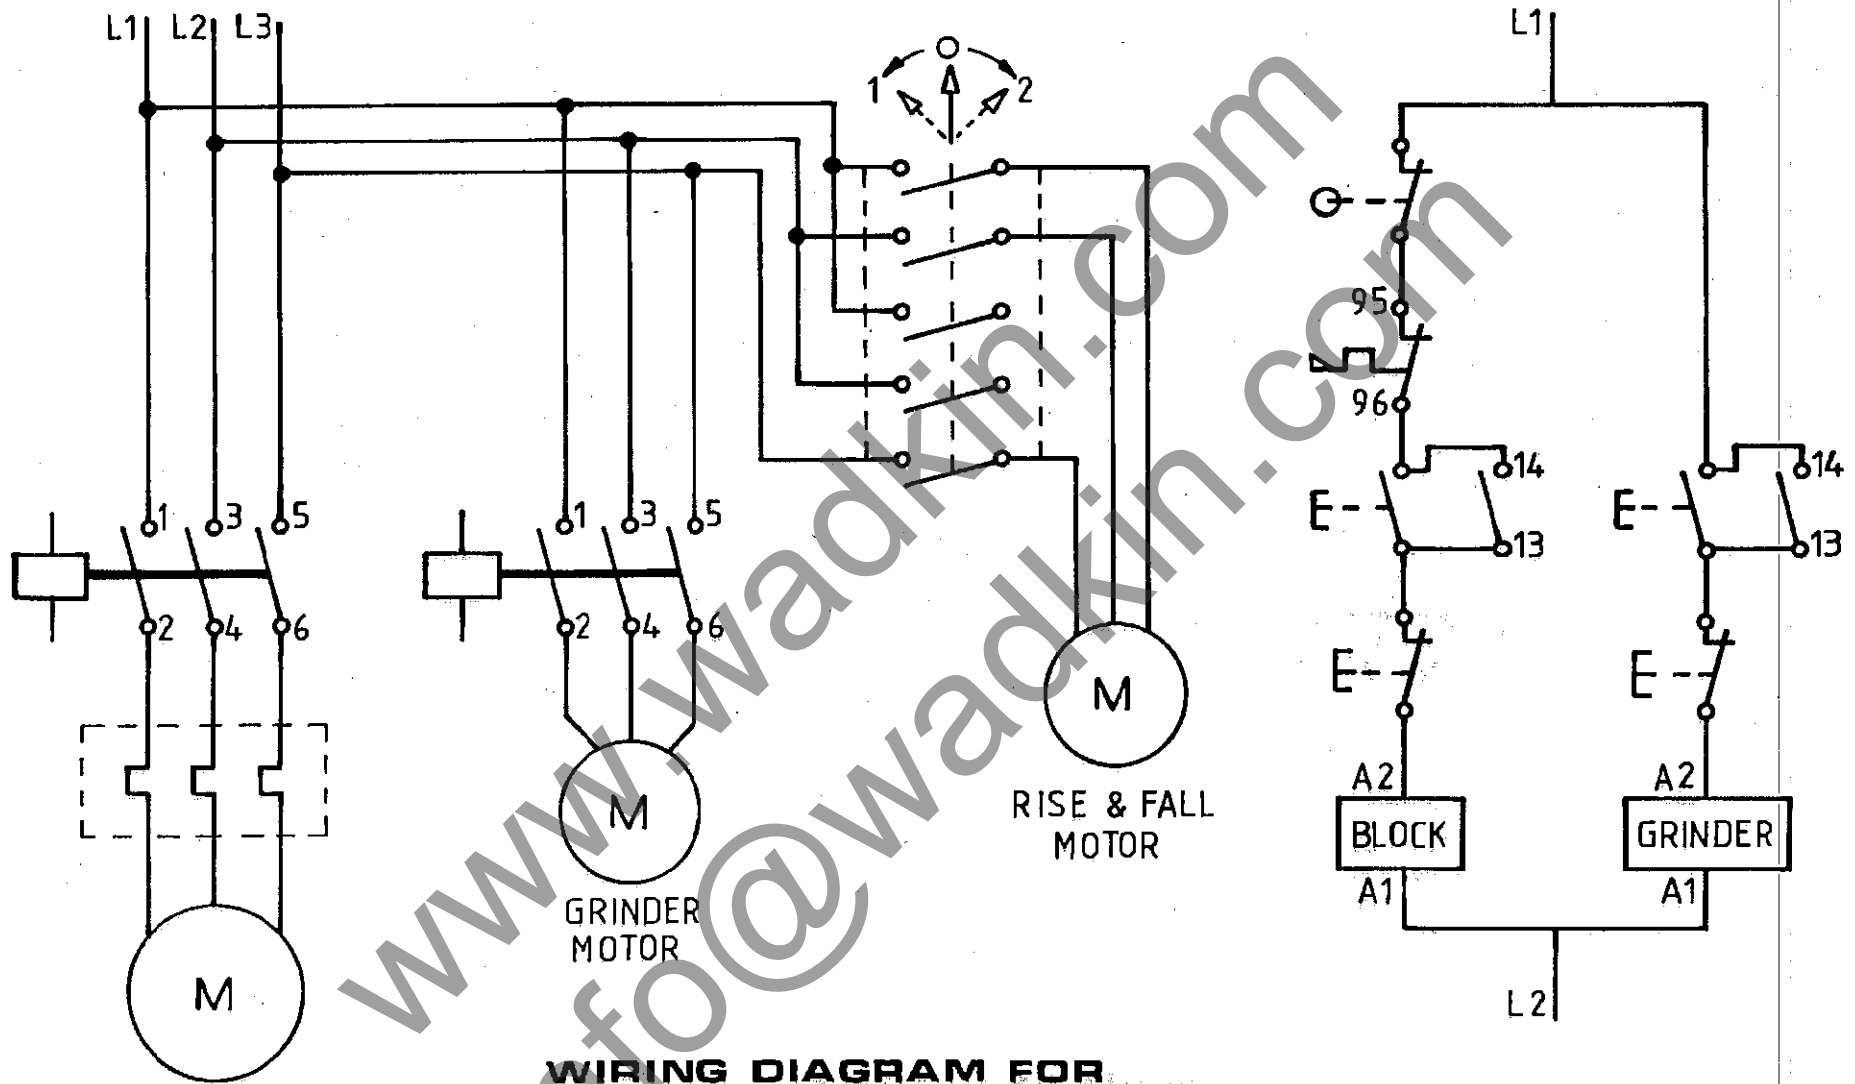 L1 L2 L3
L1
1 2
95
96
14
13
14
13
1 3 5
2 4 6
1 3 5
2 4 6
M
M
M
GRINDER
MOTOR
RISE & FALL
MOTOR
A2
BLOCK
A1
A2
GRINDER
A1
L2
WIRING DIAGRAM FOR
www.wadkin.com
nfo@wadkin.com